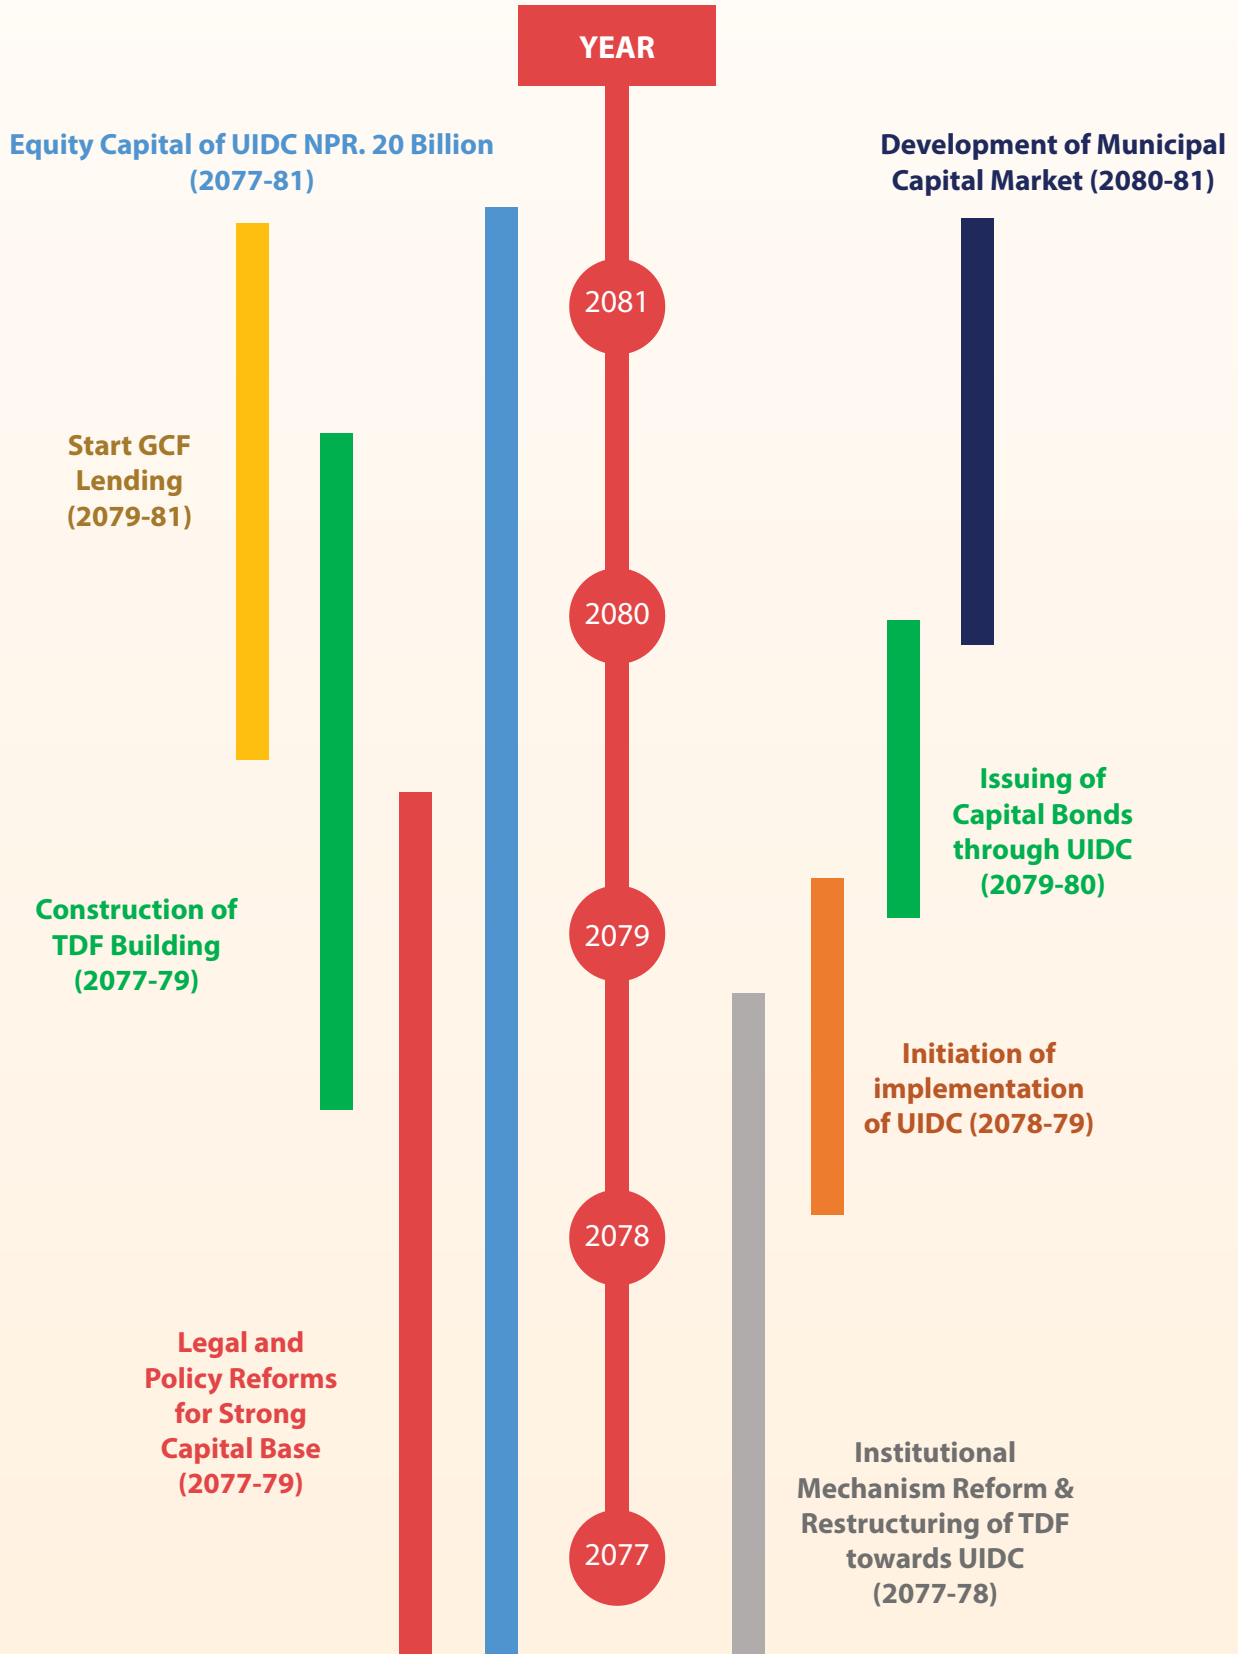 YEAR
Equity Capital of UIDC NPR. 20 Billion
(2077-81)
Development of Municipal
Capital Market (2080-81)
2081
Start GCF
Lending
(2079-81)
2080
Issuing of
Capital Bonds
through UIDC
(2079-80)
Construction of
TDF Building
(2077-79)
2079
Initiation of
implementation
of UIDC (2078-79)
2078
Legal and
Policy Reforms
for Strong
Capital Base
(2077-79)
Institutional
Mechanism Reform &
Restructuring of TDF
towards UIDC
(2077-78)
2077